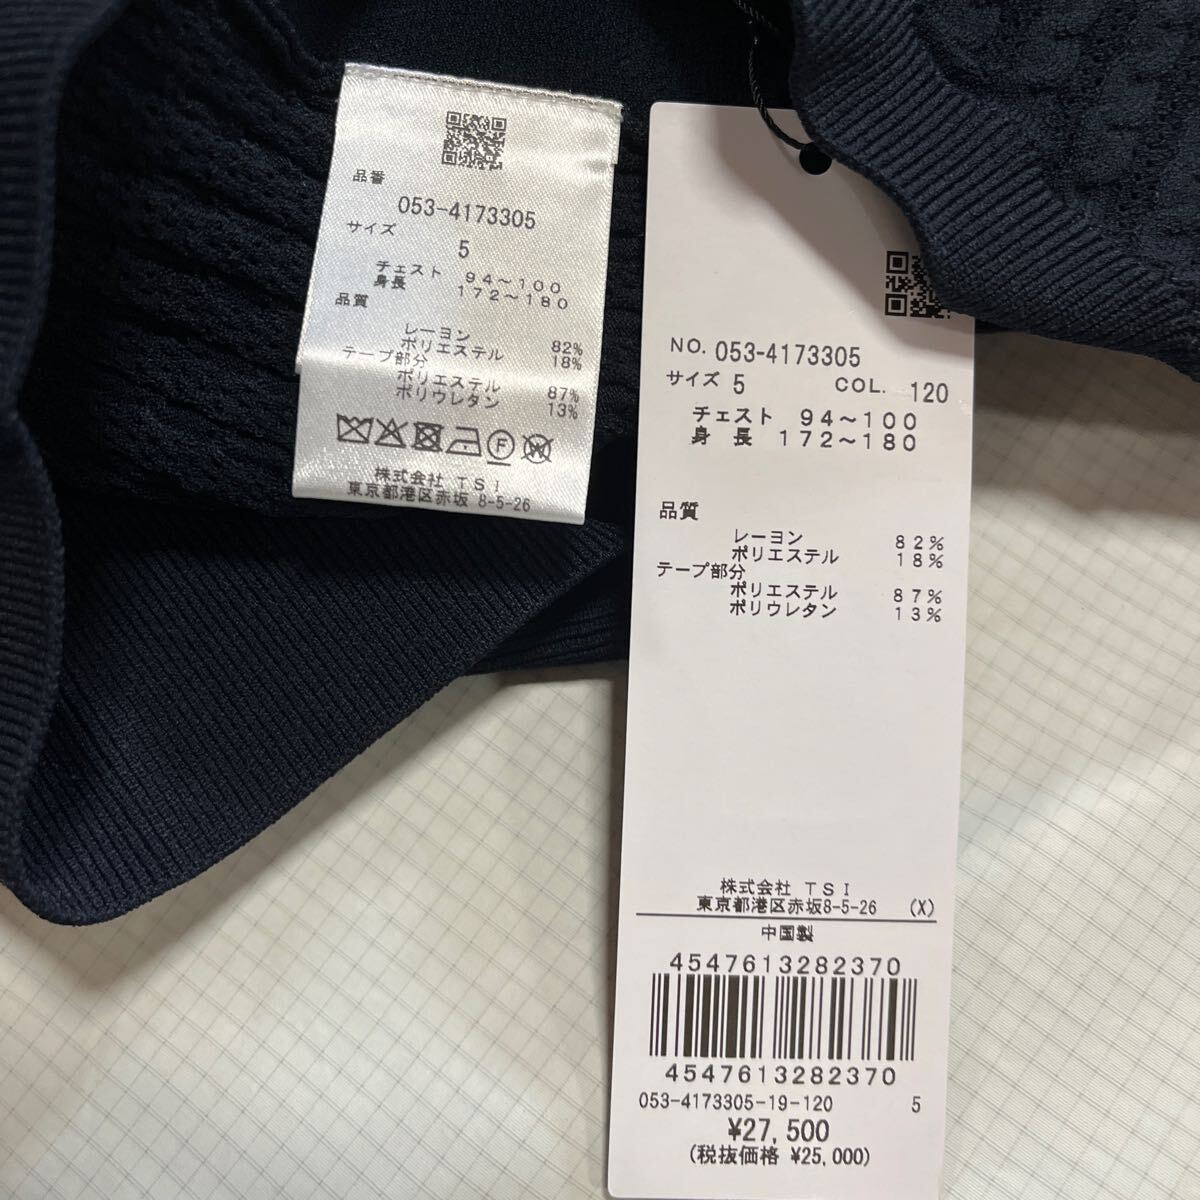 品番
053-4173305
サイズ
5
チェスト 94～100
身長 172～180
品質
レーヨン 82%
ポリエステル 18%
テープ部分
ポリエステル 87%
ポリウレタン 13%
F W
株式会社 TSI
東京都港区赤坂 8-5-26
NO. 053-4173305
サイズ 5 COL. 120
チェスト 94～100
身 長 172～180
品質
レーヨン 82%
ポリエステル 18%
テープ部分
ポリエステル 87%
ポリウレタン 13%
株式会社 TSI
東京都港区赤坂8-5-26 (X)
中国製
4547613282370
4547613282370
053-4173305-19-120 5
¥27,500
(税抜価格 ¥25,000)